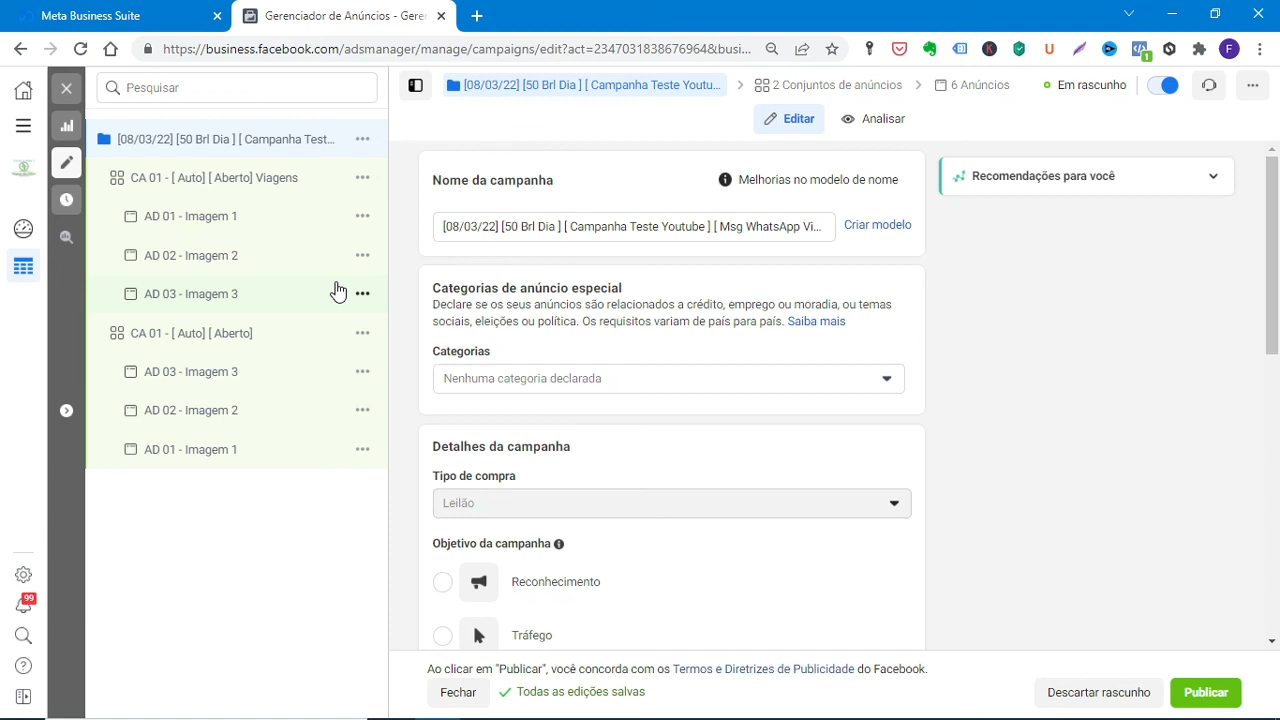 Meta Business Suite
Gerenciador de Anúncios - Geren
https://business.facebook.com/adsmanager/manage/campaigns/edit?act=2347031838676964&busi...
1
F
Pesquisar
[08/03/22] [50 Brl Dia ] [ Campanha Teste Youtu...
2 Conjuntos de anúncios
6 Anúncios
Em rascunho
Editar
Analisar
[08/03/22] [50 Brl Dia ] [ Campanha Test...
CA 01 - [ Auto] [ Aberto] Viagens
AD 01 - Imagem 1
AD 02 - Imagem 2
AD 03 - Imagem 3
CA 01 - [ Auto] [ Aberto]
AD 03 - Imagem 3
AD 02 - Imagem 2
AD 01 - Imagem 1
99
Nome da campanha
Melhorias no modelo de nome
[08/03/22] [50 Brl Dia ] [ Campanha Teste Youtube ] [ Msg WhatsApp Vi...
Criar modelo
Recomendações para você
Categorias de anúncio especial
Declare se os seus anúncios são relacionados a crédito, emprego ou moradia, ou temas
sociais, eleições ou política. Os requisitos variam de país para país. Saiba mais
Categorias
Nenhuma categoria declarada
Detalhes da campanha
Tipo de compra
Leilão
Objetivo da campanha
Reconhecimento
Tráfego
Ao clicar em "Publicar", você concorda com os Termos e Diretrizes de Publicidade do Facebook.
Fechar
Todas as edições salvas
Descartar rascunho
Publicar